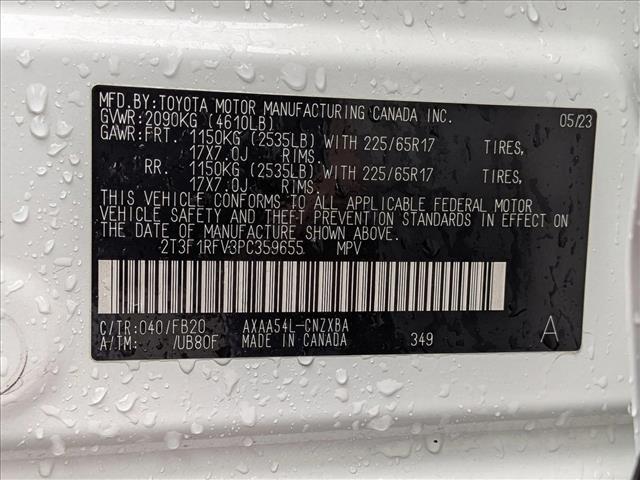 MFD.BY:TOYOTA MOTOR MANUFACTURING CANADA INC. 05/23
GVWR:2090KG (4610LB)
GAWR:FRT. 1150KG (2535LB) WITH 225/65R17 TIRES,
17X7.0J RIMS.
RR. 1150KG (2535LB) WITH 225/65R17 TIRES,
17X7.0J RIMS.
THIS VEHICLE CONFORMS TO ALL APPLICABLE FEDERAL MOTOR
VEHICLE SAFETY AND THEFT PREVENTION STANDARDS IN EFFECT ON
THE DATE OF MANUFACTURE SHOWN ABOVE.
2T3F1RFV3PC359655 MPV
C/TR:040/FB20 AXAA54L-CNZXBA
A/TM: /UB80F MADE IN CANADA 349 A